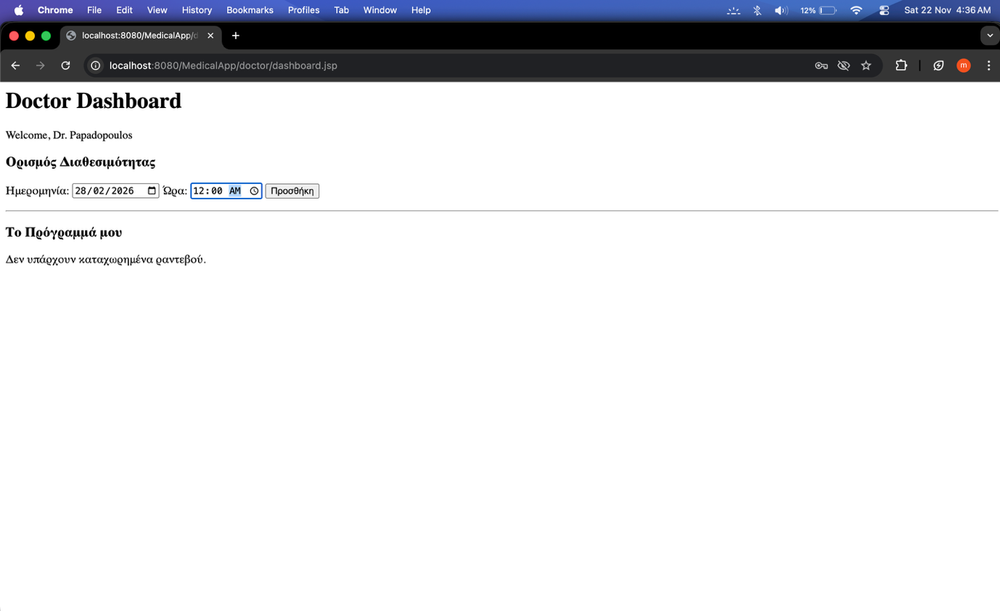 Chrome File Edit View History Bookmarks Profiles Tab Window Help 12% Sat 22 Nov 4:36 AM
localhost:8080/MedicalApp/d
localhost:8080/MedicalApp/doctor/dashboard.jsp m
Doctor Dashboard
Welcome, Dr. Papadopoulos
Ορισμός Διαθεσιμότητας
Ημερομηνία: 28/02/2026 Ώρα: 12:00 AM Προσθήκη
Το Πρόγραμμά μου
Δεν υπάρχουν καταχωρημένα ραντεβού.